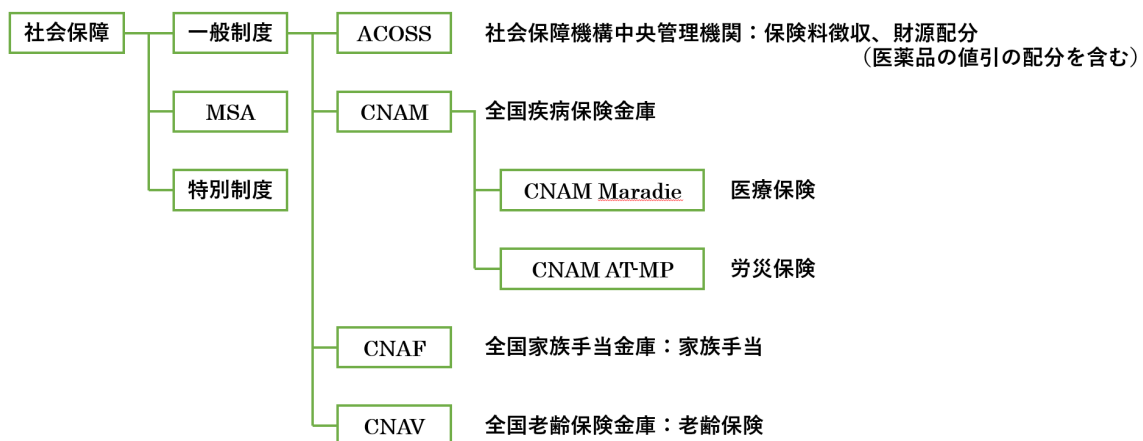 社会保障 一般制度 ACOSS 社会保障機構中央管理機関：保険料徴収、財源配分
（医薬品の値引の配分を含む）
MSA CNAM 全国疾病保険金庫
特別制度 CNAM Maradie 医療保険
CNAM AT-MP 労災保険
CNAF 全国家族手当金庫：家族手当
CNAV 全国老齢保険金庫：老齢保険